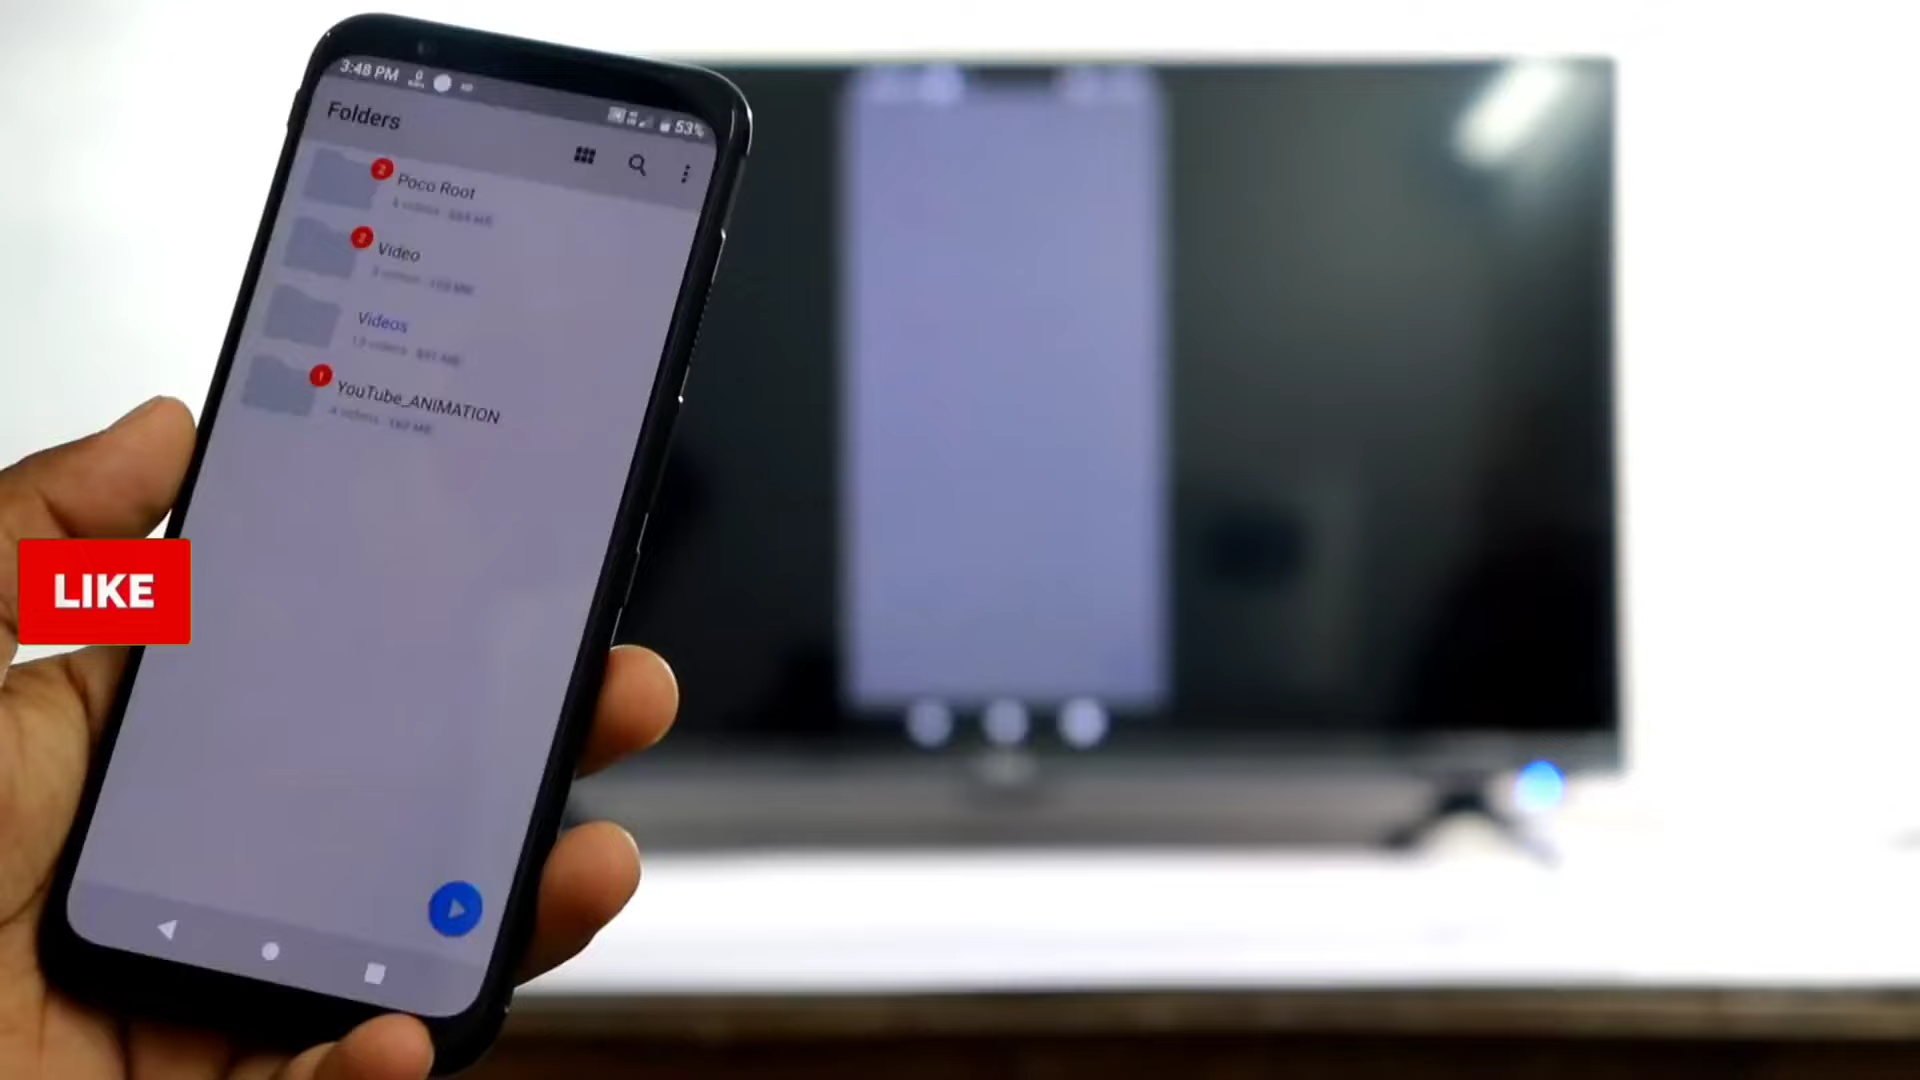 3:48 PM
53%
Folders
2
Poco Root
2
Video
Videos
1
YouTube_ANIMATION
LIKE